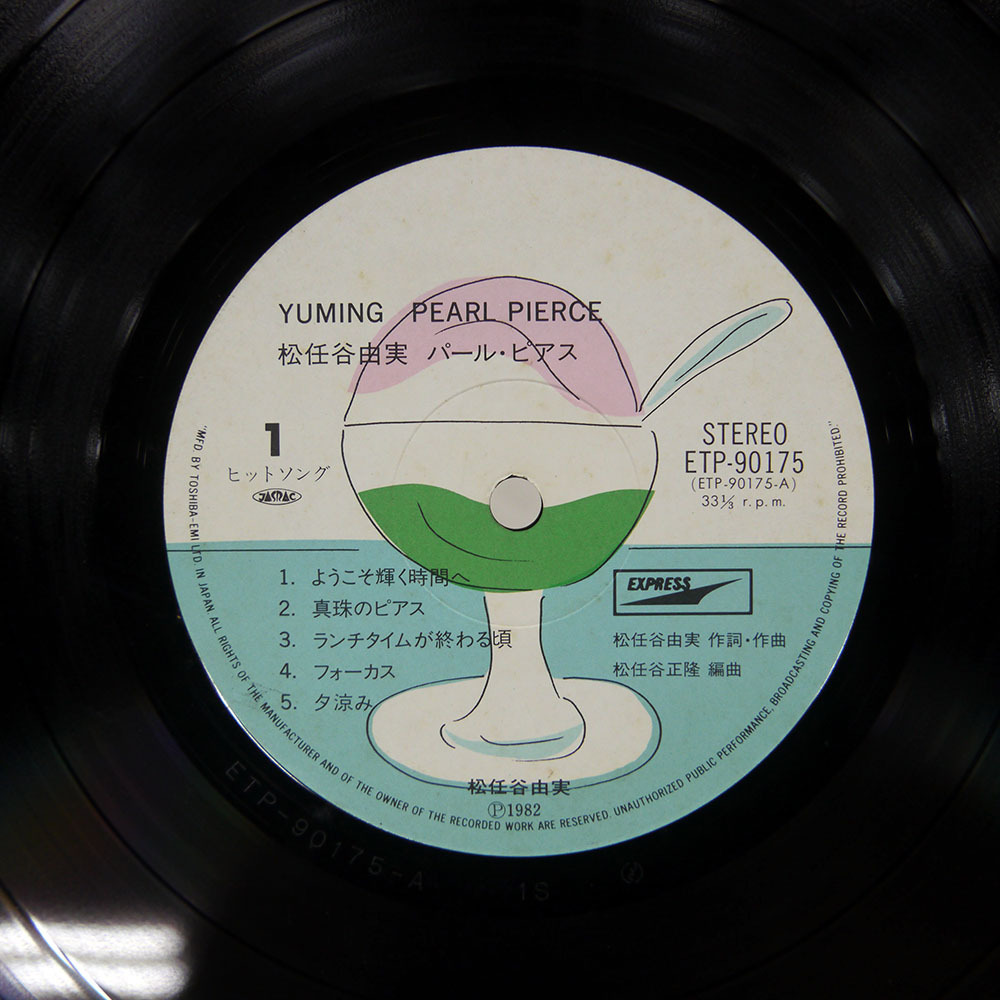 YUMING PEARL PIERCE
松任谷由実 パール・ピアス
1
ヒットソング
JASRAC
STEREO
ETP-90175
(ETP-90175-A)
33⅓ r.p.m.
1. ようこそ輝く時間へ
2. 真珠のピアス
3. ランチタイムが終わる頃
4. フォーカス
5. 夕涼み
EXPRESS
松任谷由実 作詞・作曲
松任谷正隆 編曲
松任谷由実
Ⓟ1982
"MFD. BY TOSHIBA-EMI LTD. IN JAPAN. ALL RIGHTS OF THE MANUFACTURER AND OF THE OWNER OF THE RECORDED WORK ARE RESERVED. UNAUTHORIZED PUBLIC PERFORMANCE, BROADCASTING AND COPYING OF THE RECORD PROHIBITED."
ETP-90175-A 1S